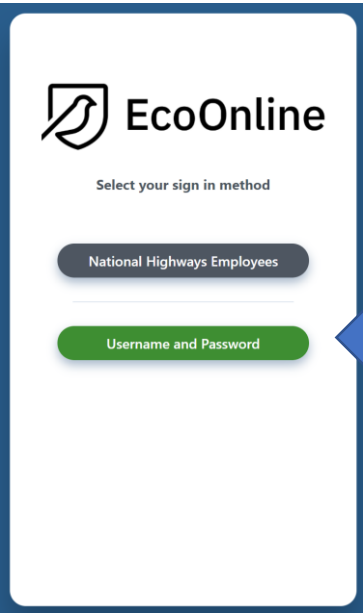 EcoOnline
Select your sign in method
National Highways Employees
Username and Password